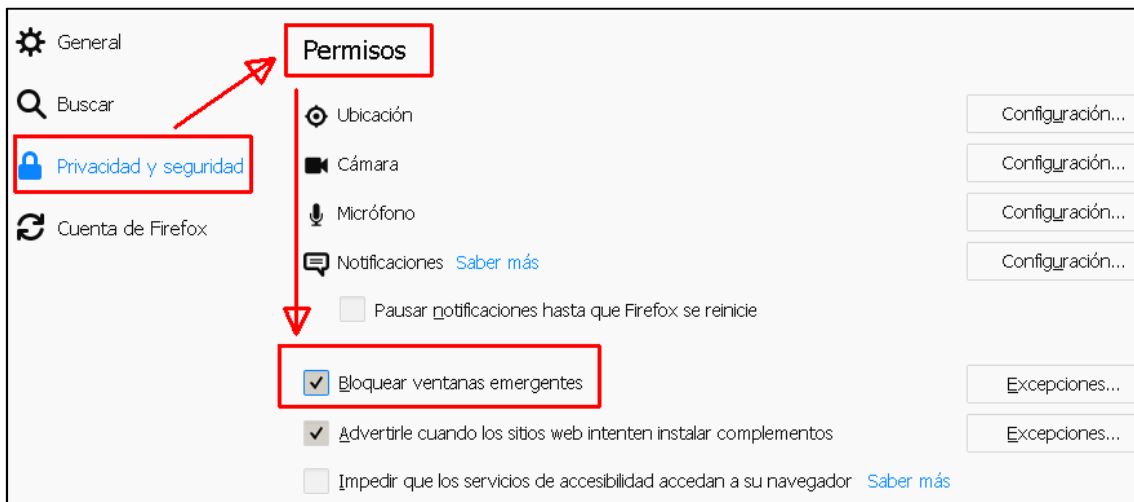 General
Buscar
Privacidad y seguridad
Cuenta de Firefox
Permisos
Ubicación Configuración...
Cámara Configuración...
Micrófono Configuración...
Notificaciones Saber más Configuración...
Pausar notificaciones hasta que Firefox se reinicie
Bloquear ventanas emergentes Excepciones...
Advertirle cuando los sitios web intenten instalar complementos Excepciones...
Impedir que los servicios de accesibilidad accedan a su navegador Saber más